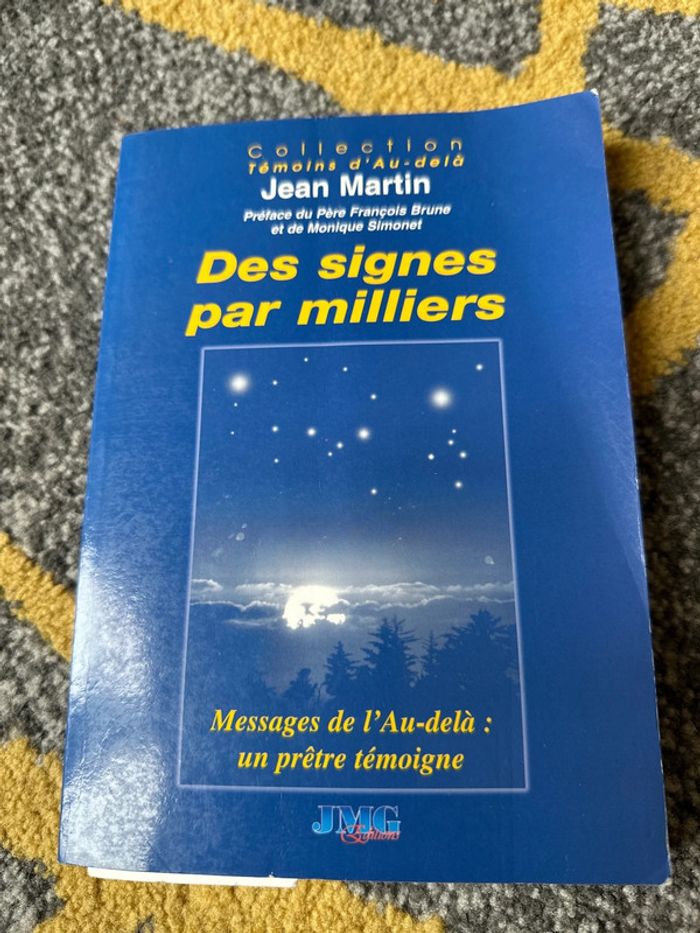 Collection
Témoins d'Au-delà
Jean Martin
Préface du Père François Brune
et de Monique Simonet
Des signes
par milliers
Messages de l'Au-delà :
un prêtre témoigne
JMG
Editions